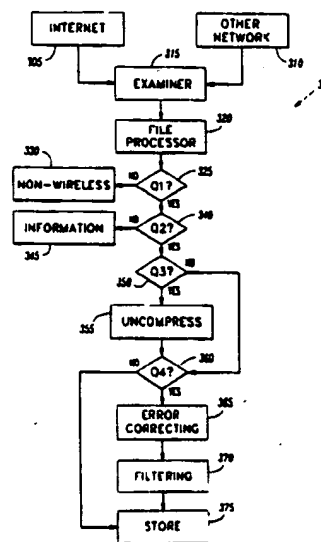 INTERNET
OTHER
NETWORK
305
315
310
EXAMINER
3
FILE
PROCESSOR
320
330
325
NO
NON-WIRELESS
Q1?
YES
340
NO
INFORMATION
Q2?
345
YES
Q3?
NO
350
YES
355
UNCOMPRESS
360
NO
Q4?
YES
365
ERROR
CORRECTING
370
FILTERING
375
STORE